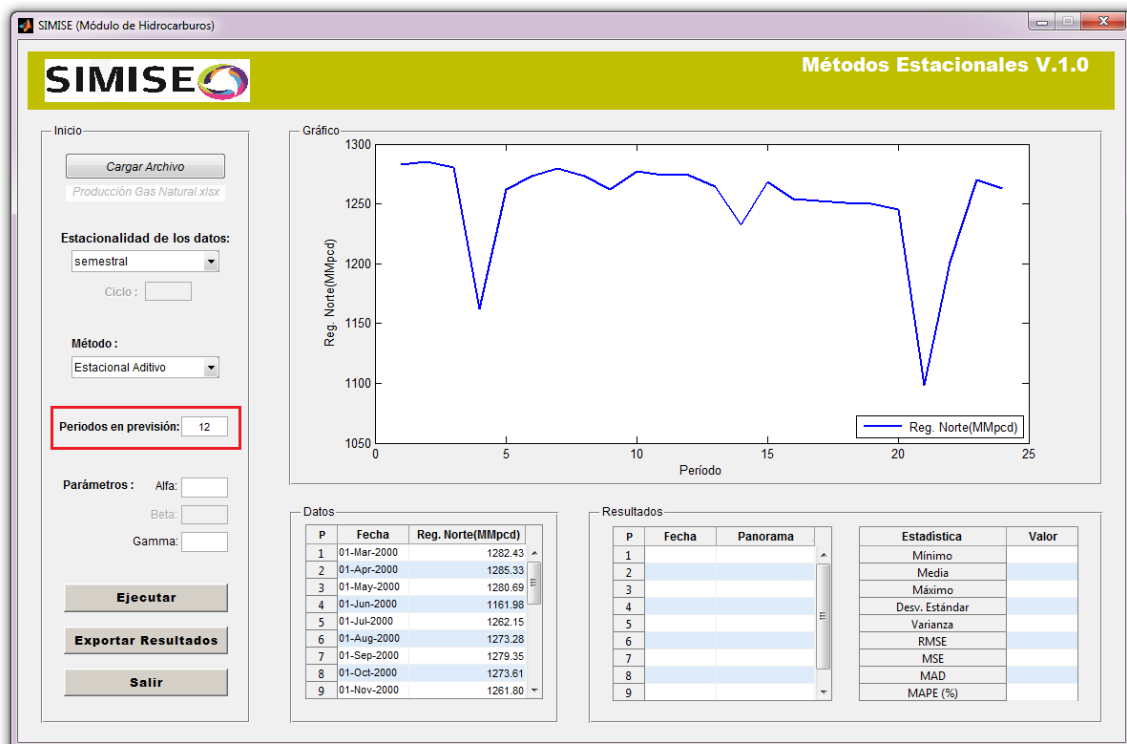 SIMISE (Módulo de Hidrocarburos)
SIMISE
Métodos Estacionales V.1.0
Inicio
Cargar Archivo
Producción Gas Natural.xlsx
Estacionalidad de los datos:
semestral
Ciclo :
Método :
Estacional Aditivo
Periodos en previsión: 12
Parámetros : Alfa:
Beta:
Gamma:
Ejecutar
Exportar Resultados
Salir
Gráfico
1300
1250
1200
1150
1100
1050
0 5 10 15 20 25
Reg. Norte(MMpcd)
Período
Reg. Norte(MMpcd)
Datos
P Fecha Reg. Norte(MMpcd)
1 01-Mar-2000 1282.43
2 01-Apr-2000 1285.33
3 01-May-2000 1280.69
4 01-Jun-2000 1161.98
5 01-Jul-2000 1262.15
6 01-Aug-2000 1273.28
7 01-Sep-2000 1279.35
8 01-Oct-2000 1273.61
9 01-Nov-2000 1261.80
Resultados
P Fecha Panorama
1
2
3
4
5
6
7
8
9
Estadística Valor
Mínimo
Media
Máximo
Desv. Estándar
Varianza
RMSE
MSE
MAD
MAPE (%)